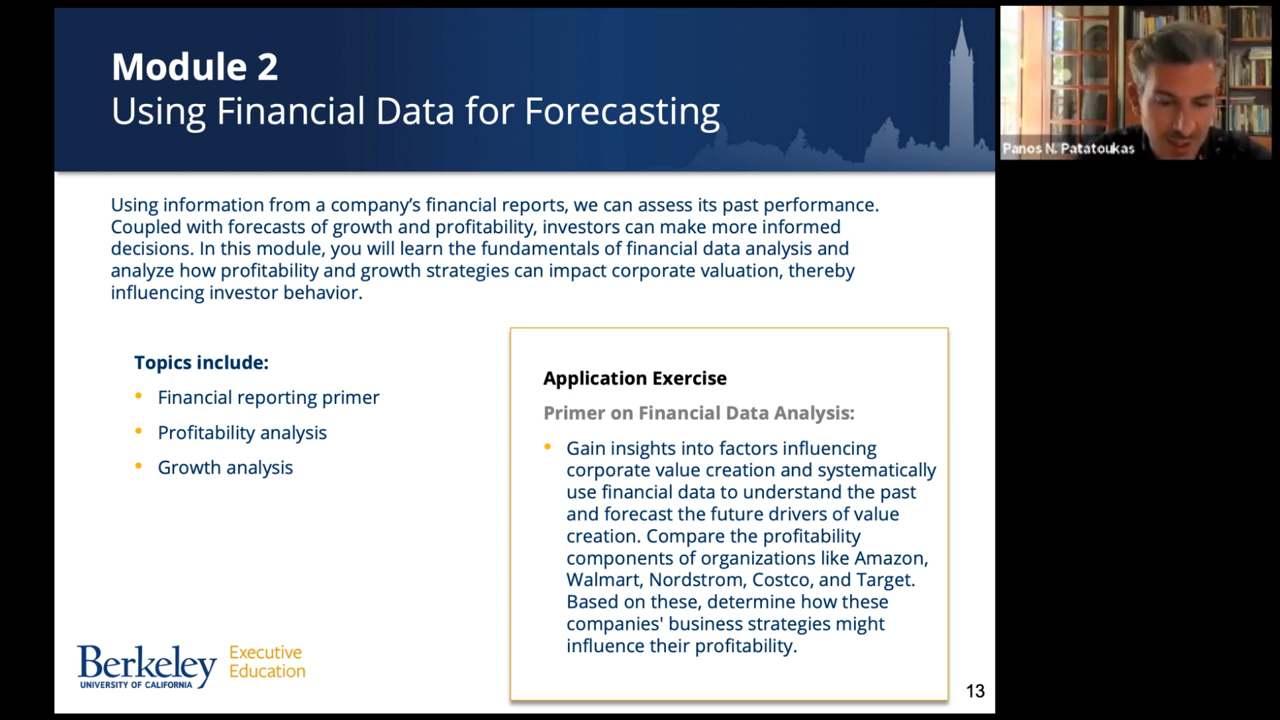 Module 2
Using Financial Data for Forecasting
Panos N. Patatoukas
Using information from a company’s financial reports, we can assess its past performance.
Coupled with forecasts of growth and profitability, investors can make more informed
decisions. In this module, you will learn the fundamentals of financial data analysis and
analyze how profitability and growth strategies can impact corporate valuation, thereby
influencing investor behavior.
Topics include:
• Financial reporting primer
• Profitability analysis
• Growth analysis
Application Exercise
Primer on Financial Data Analysis:
• Gain insights into factors influencing
corporate value creation and systematically
use financial data to understand the past
and forecast the future drivers of value
creation. Compare the profitability
components of organizations like Amazon,
Walmart, Nordstrom, Costco, and Target.
Based on these, determine how these
companies' business strategies might
influence their profitability.
Berkeley
UNIVERSITY OF CALIFORNIA
Executive
Education
13